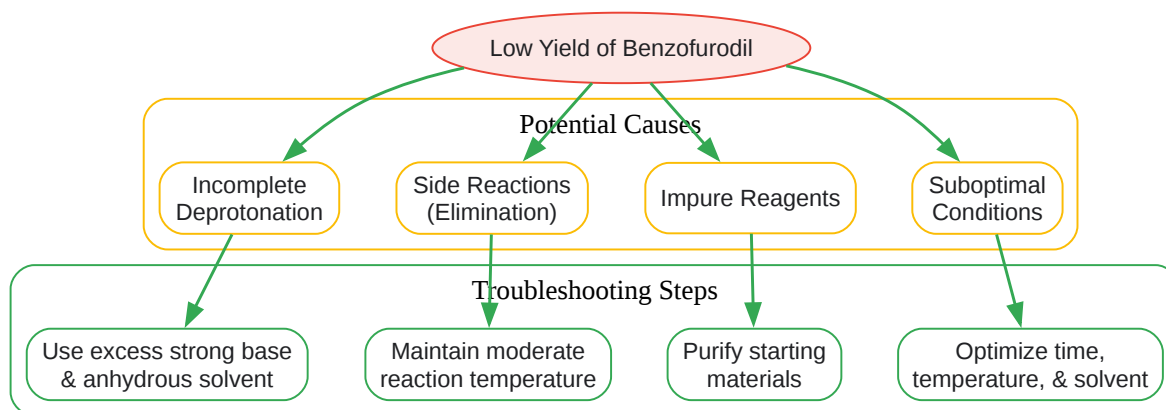 Low Yield of Benzofurodil
Potential Causes
Incomplete
Deprotonation
Side Reactions
(Elimination)
Impure Reagents
Suboptimal
Conditions
Troubleshooting Steps
Use excess strong base
& anhydrous solvent
Maintain moderate
reaction temperature
Purify starting
materials
Optimize time,
temperature, & solvent